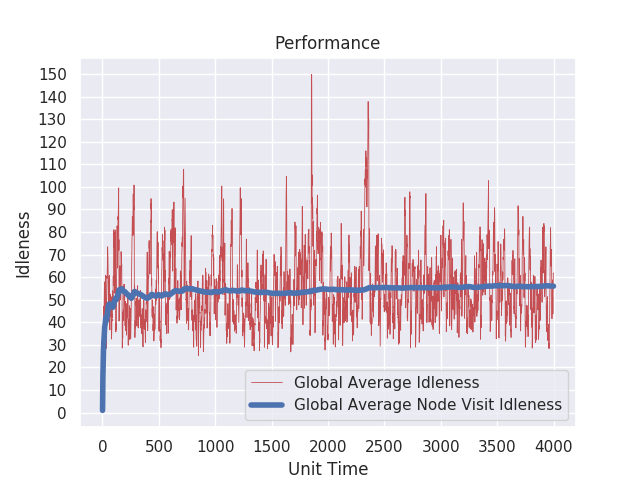 Performance
150
140
130
120
110
100
90
80
70
60
50
40
30
20
10
0
Idleness
Global Average Idleness
Global Average Node Visit Idleness
0 500 1000 1500 2000 2500 3000 3500 4000
Unit Time